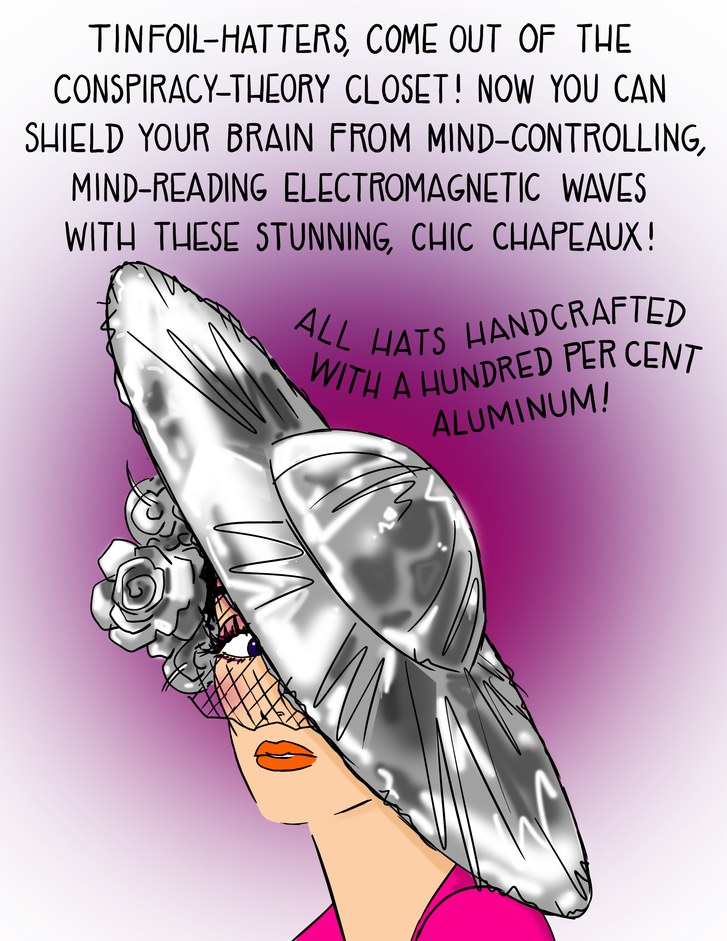 TINFOIL-HATTERS, COME OUT OF THE
CONSPIRACY-THEORY CLOSET! NOW YOU CAN
SHIELD YOUR BRAIN FROM MIND-CONTROLLING,
MIND-READING ELECTROMAGNETIC WAVES
WITH THESE STUNNING, CHIC CHAPEAUX!
ALL HATS HANDCRAFTED
WITH A HUNDRED PER CENT
ALUMINUM!